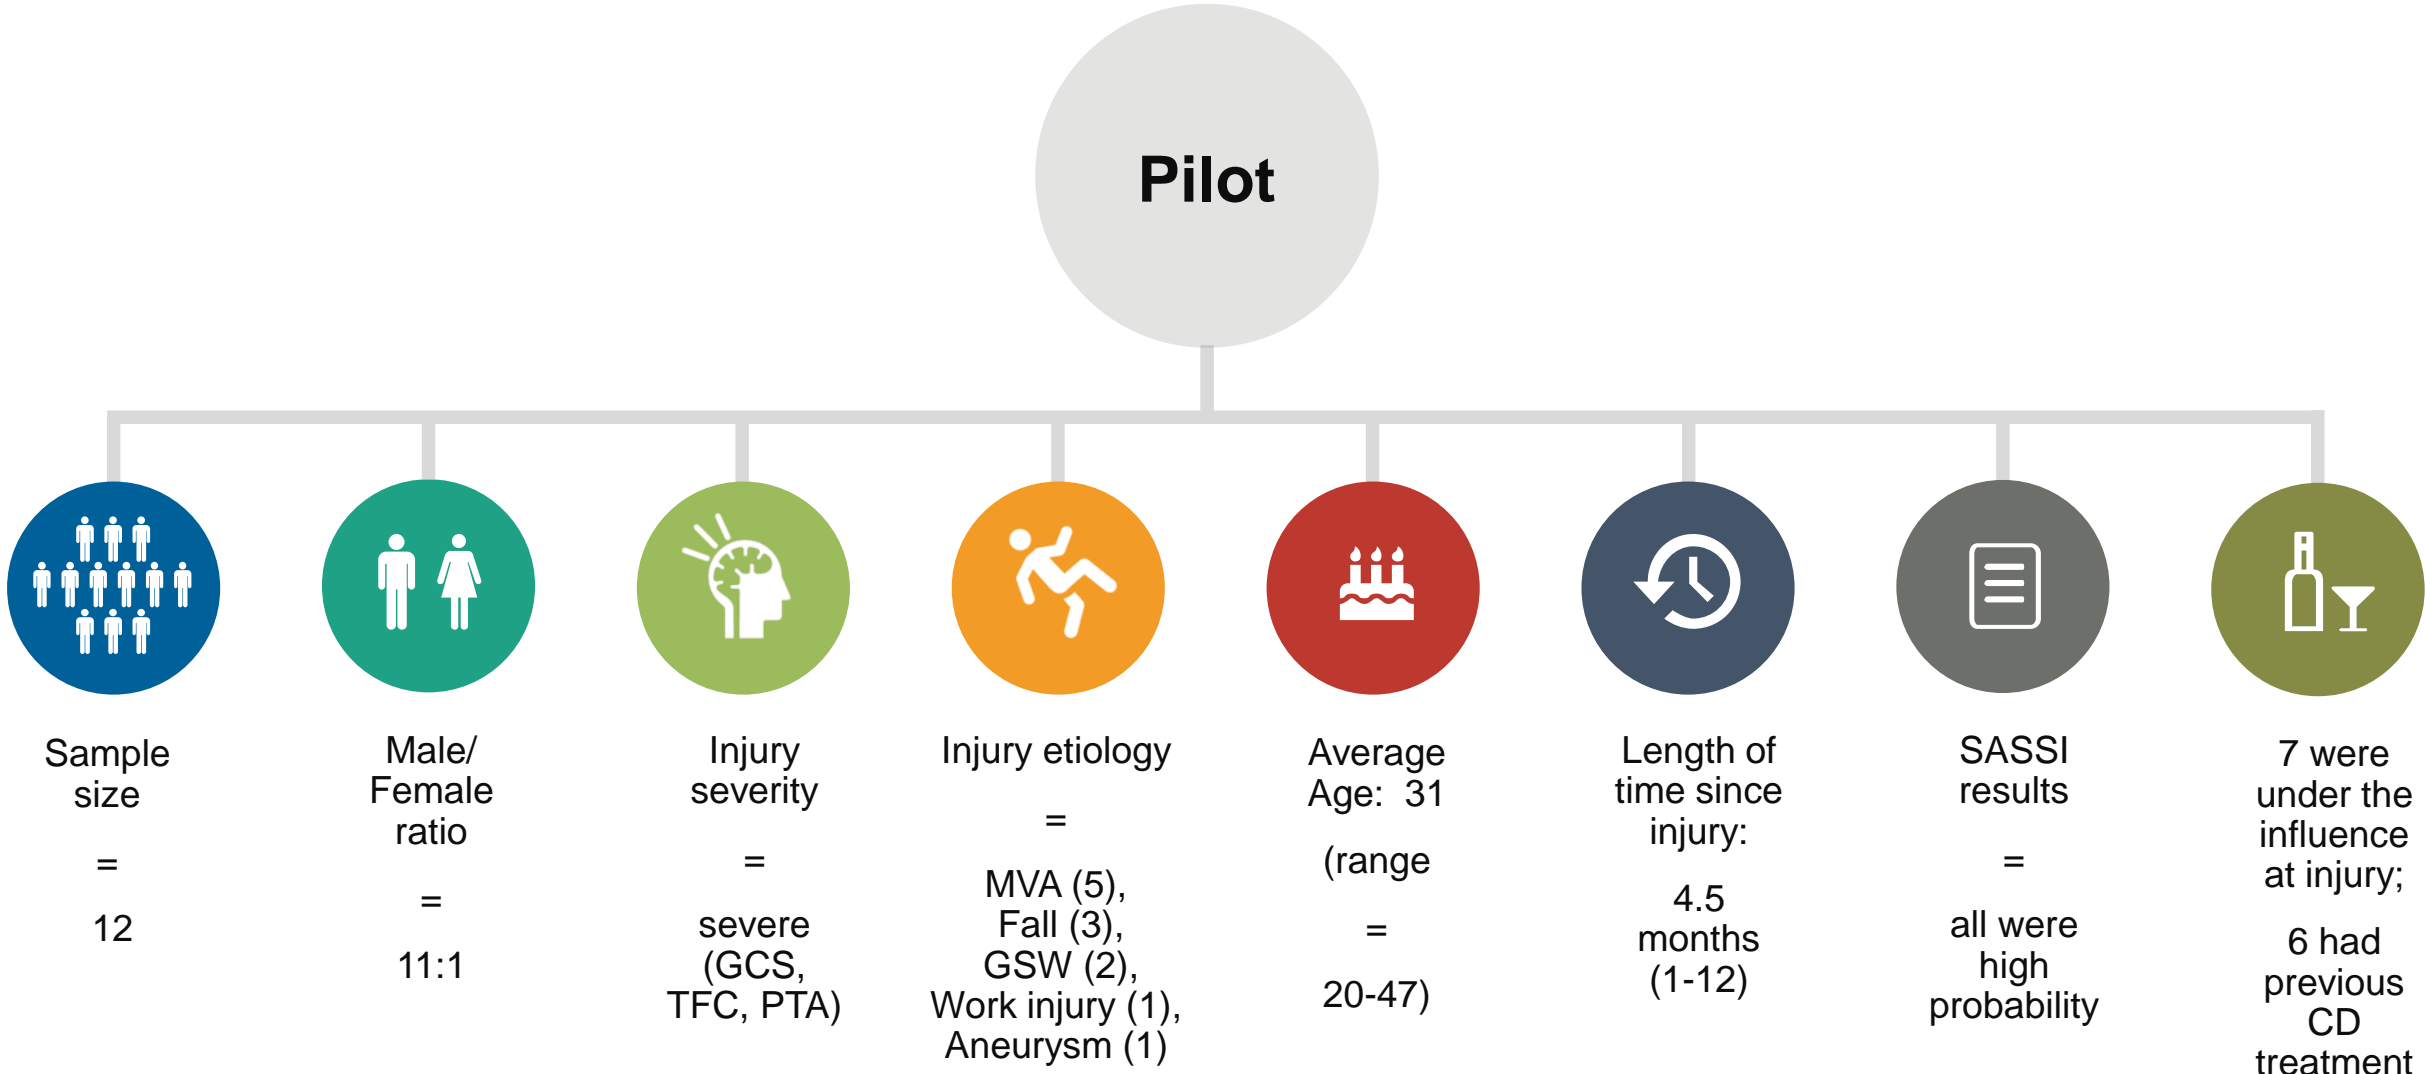 Pilot
Sample
size
=
12
Male/
Female
ratio
=
11:1
Injury
severity
=
severe
(GCS,
TFC, PTA)
Injury etiology
=
MVA (5),
Fall (3),
GSW (2),
Work injury (1),
Aneurysm (1)
Average
Age:  31
(range
=
20-47)
Length of
time since
injury:
4.5
months
(1-12)
SASSI
results
=
all were
high
probability
7 were
under the
influence
at injury;
6 had
previous
CD
treatment